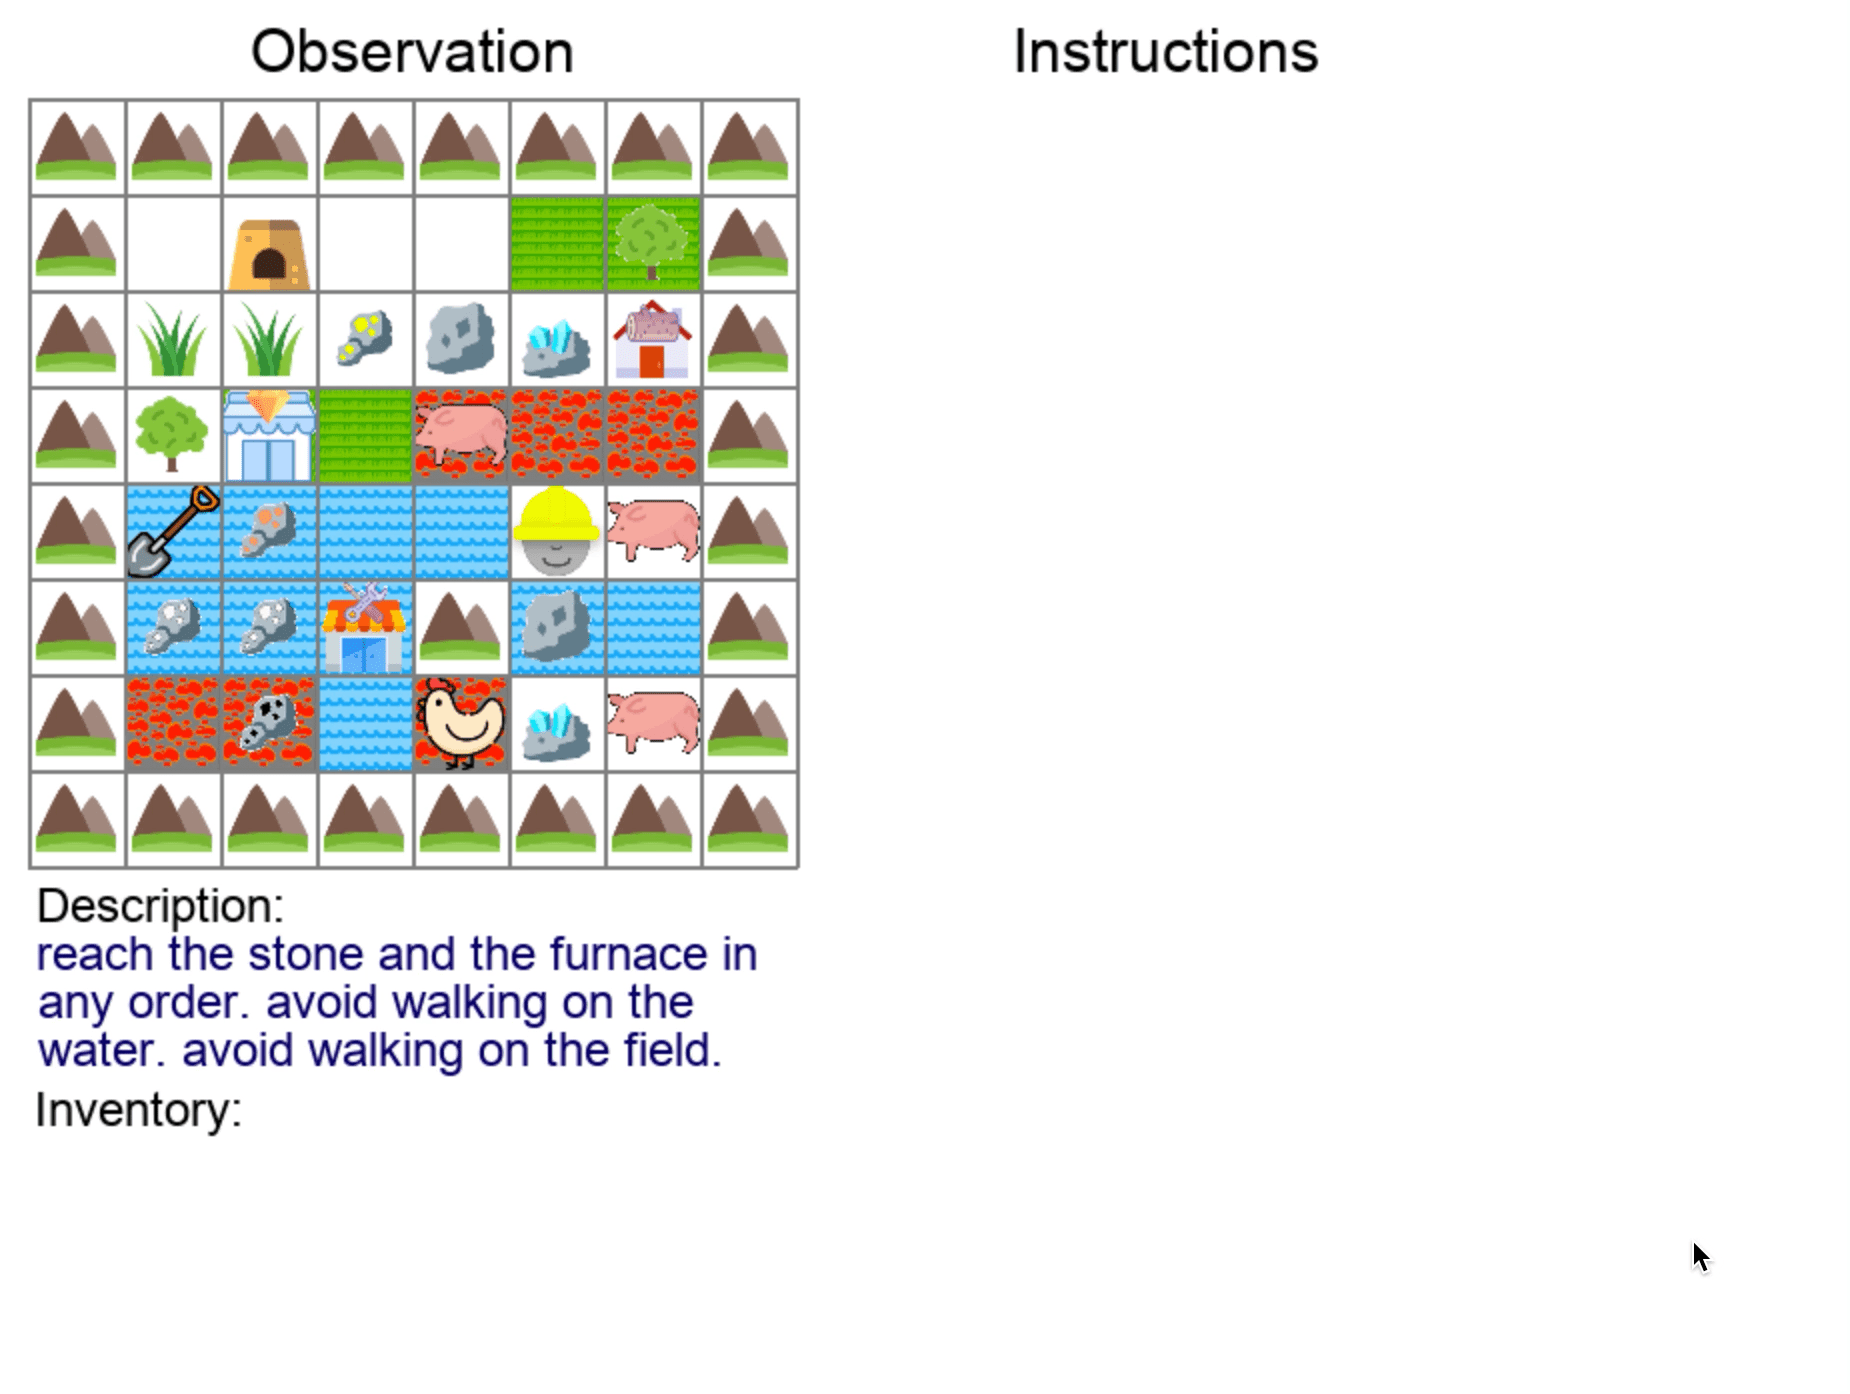 Observation
Instructions
Description:
reach the stone and the furnace in
any order. avoid walking on the
water. avoid walking on the field.
Inventory: